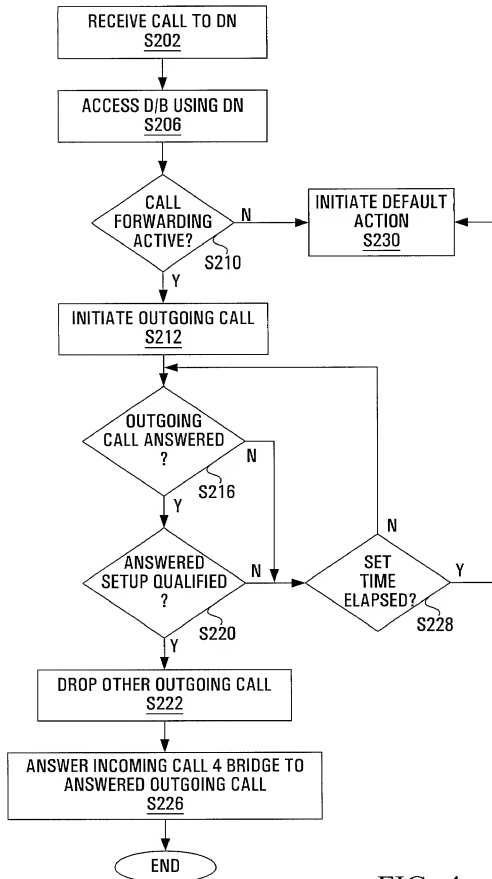 RECEIVE CALL TO DN
S202
ACCESS D/B USING DN
S206
CALL
FORWARDING
ACTIVE?
N
S210
Y
INITIATE DEFAULT
ACTION
S230
INITIATE OUTGOING CALL
S212
OUTGOING
CALL ANSWERED
?
N
S216
Y
ANSWERED
SETUP QUALIFIED
?
N
S220
Y
SET
TIME
ELAPSED?
N
Y
S228
DROP OTHER OUTGOING CALL
S222
ANSWER INCOMING CALL 4 BRIDGE TO
ANSWERED OUTGOING CALL
S226
END